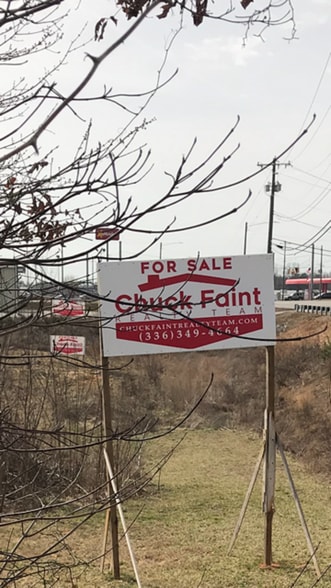 FOR SALE
Chuck Faint
REALTY TEAM
CHUCKFAINTREALTYTEAM.COM
(336)349-4664